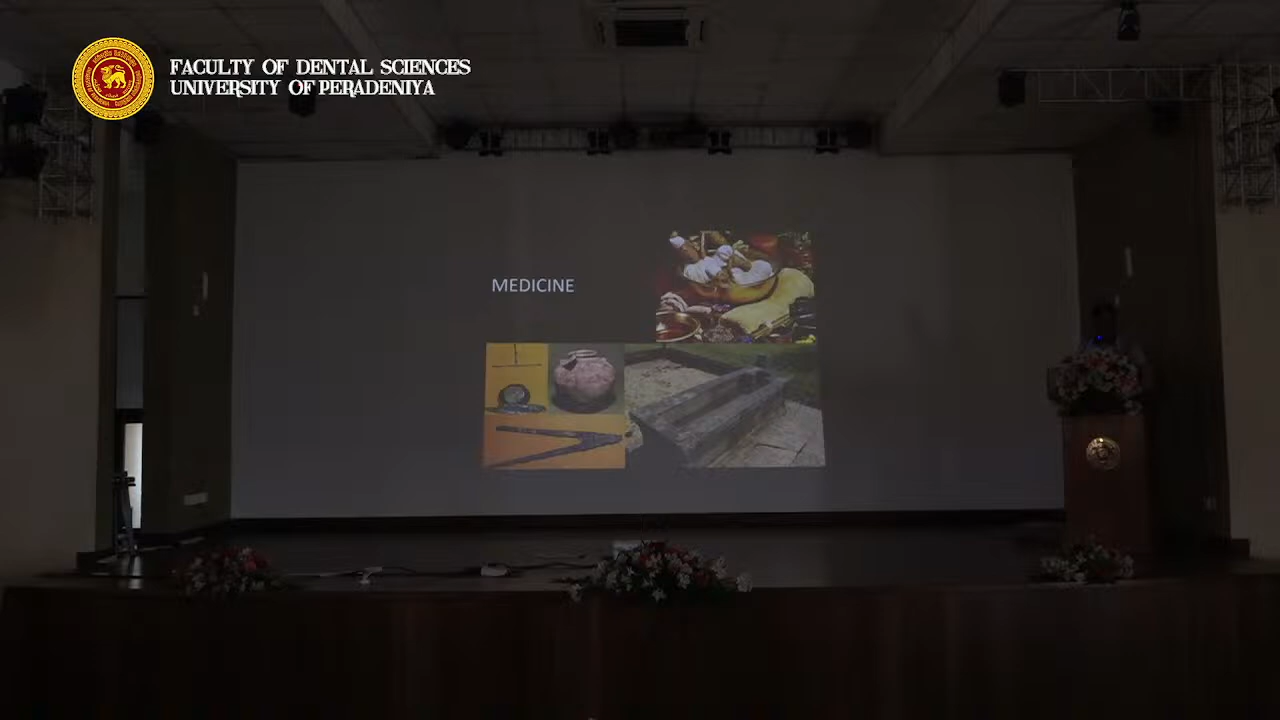 FACULTY OF DENTAL SCIENCES
UNIVERSITY OF PERADENIYA
MEDICINE